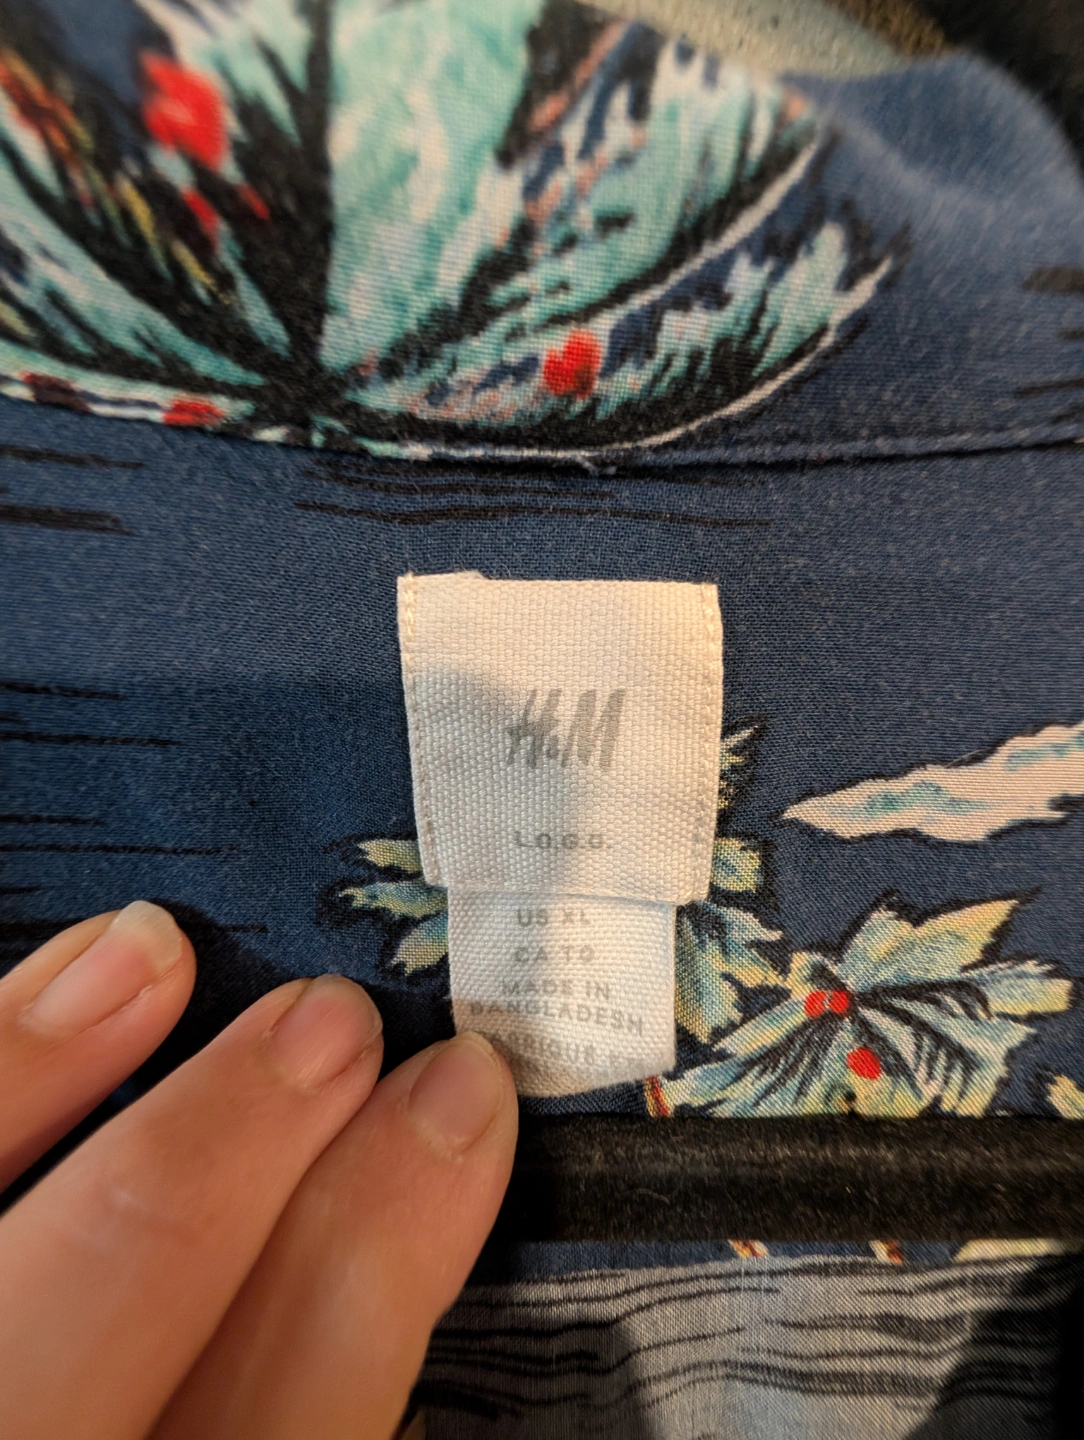 H&M
L.O.G.G.
US XL
CA TG
MADE IN
BANGLADESH